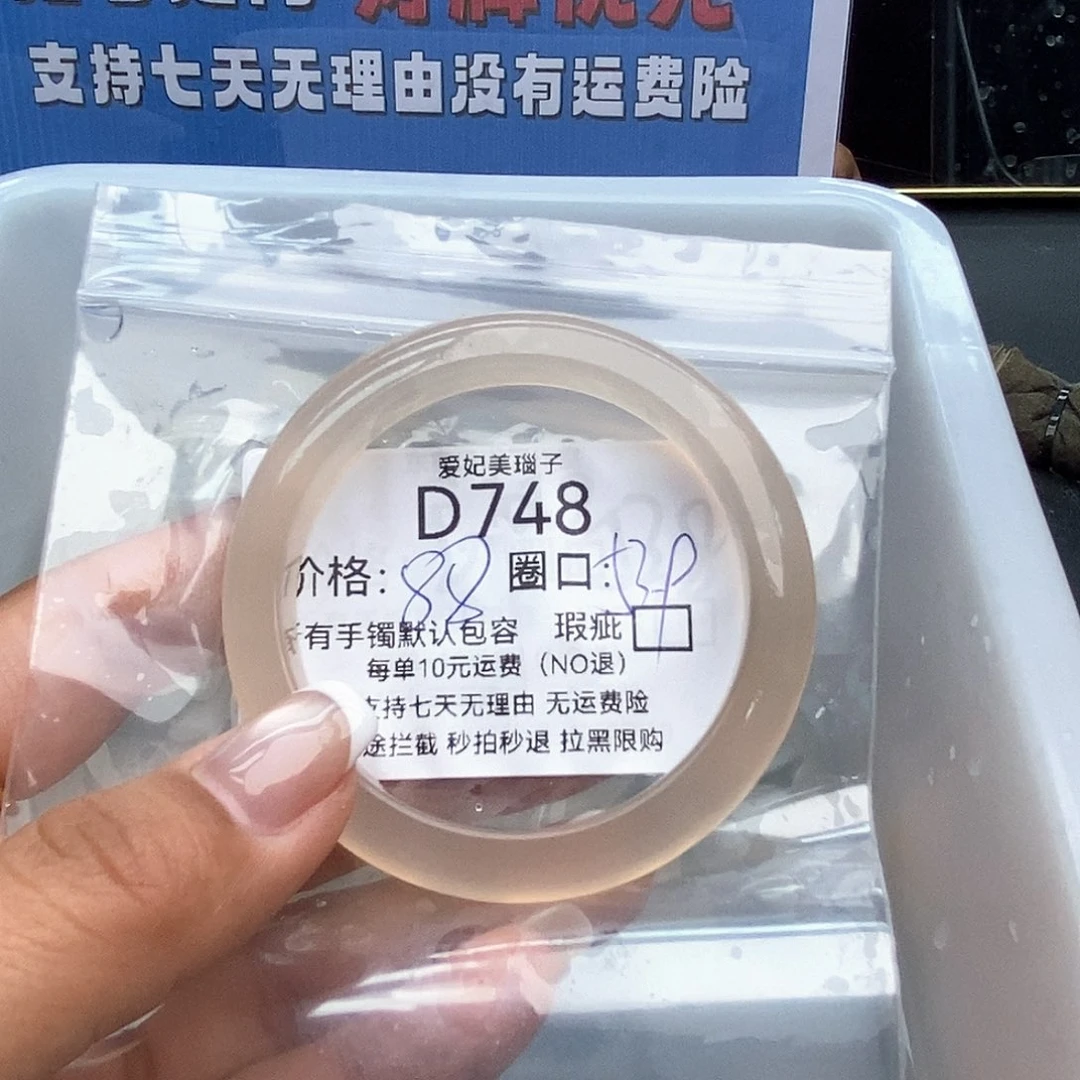 支持七天无理由没有运费险
爱妃美瑙子
D748
价格: 88 圈口:
有手镯默认包容 瑕疵
每单10元运费（NO退）
支持七天无理由 无运费险
途拦截 秒拍秒退 拉黑限购